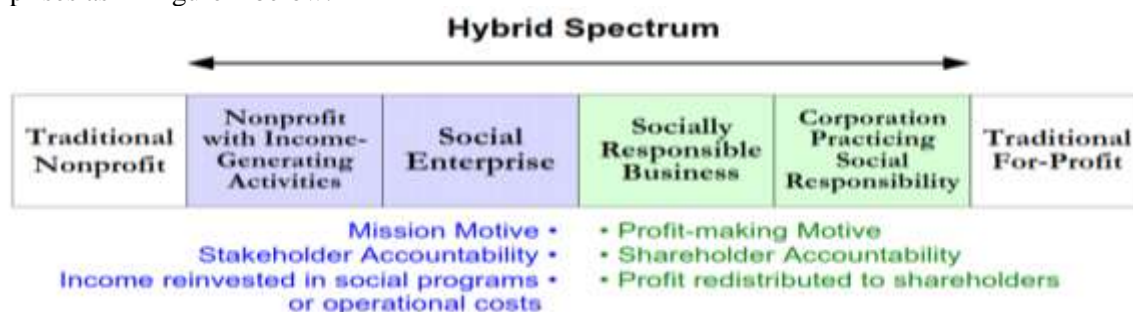 Hybrid Spectrum
Traditional
Nonprofit
Nonprofit
with Income-
Generating
Activities
Social
Enterprise
Socially
Responsible
Business
Corporation
Practicing
Social
Responsibility
Traditional
For-Profit
Mission Motive •
Stakeholder Accountability •
Income reinvested in social programs •
or operational costs
• Profit-making Motive
• Shareholder Accountability
• Profit redistributed to shareholders